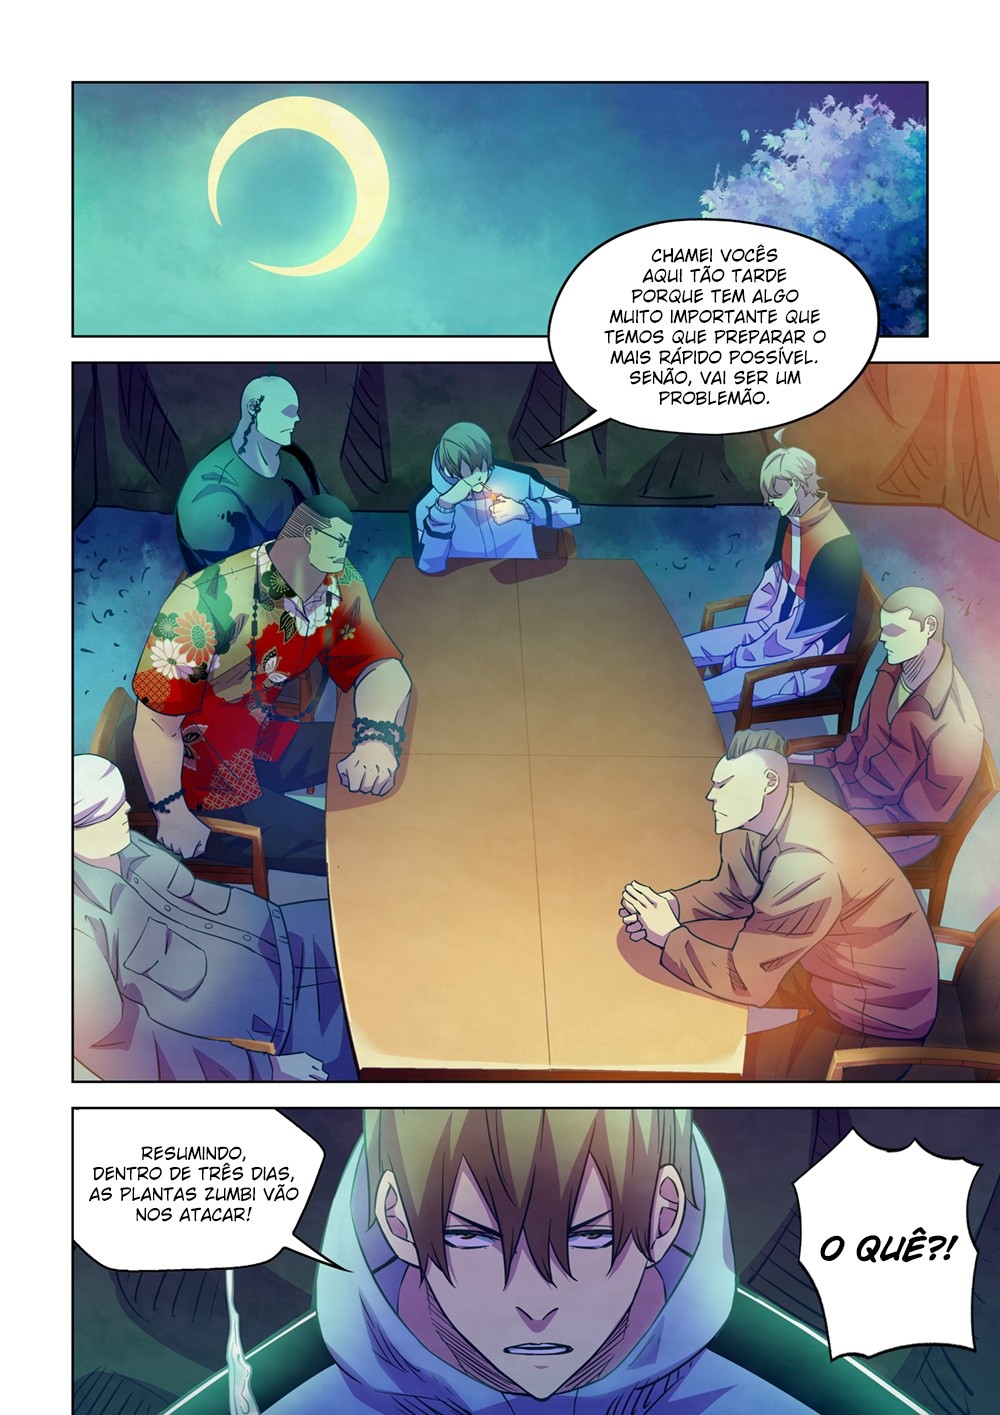 CHAMEI VOCÊS
AQUI TÃO TARDE
PORQUE TEM ALGO
MUITO IMPORTANTE QUE
TEMOS QUE PREPARAR O
MAIS RÁPIDO POSSÍVEL.
SENÃO, VAI SER UM
PROBLEMÃO.
RESUMINDO,
DENTRO DE TRÊS DIAS,
AS PLANTAS ZUMBI VÃO
NOS ATACAR!
O QUÊ?!